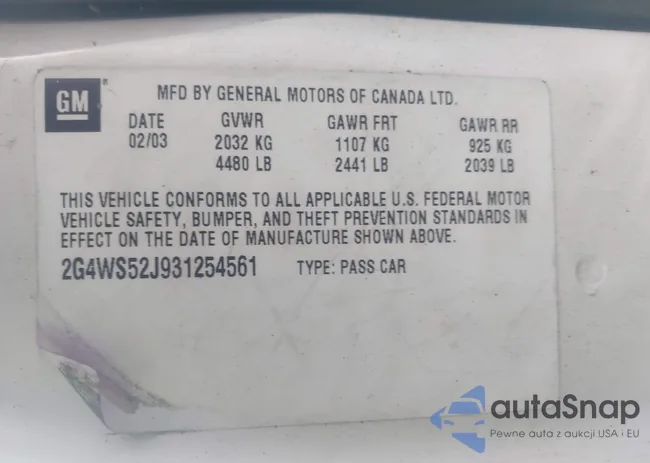 GM
MFD BY GENERAL MOTORS OF CANADA LTD.
DATE GVWR GAWR FRT GAWR RR
02/03 2032 KG 1107 KG 925 KG
4480 LB 2441 LB 2039 LB
THIS VEHICLE CONFORMS TO ALL APPLICABLE U.S. FEDERAL MOTOR
VEHICLE SAFETY, BUMPER, AND THEFT PREVENTION STANDARDS IN
EFFECT ON THE DATE OF MANUFACTURE SHOWN ABOVE.
2G4WS52J931254561 TYPE: PASS CAR
autaSnap
Pewne auta z aukcji USA i EU